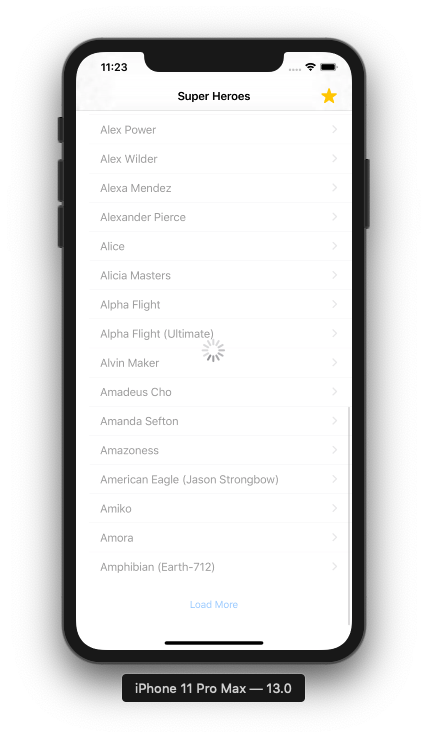 11:23
Super Heroes
Alex Power
Alex Wilder
Alexa Mendez
Alexander Pierce
Alice
Alicia Masters
Alpha Flight
Alpha Flight (Ultimate)
Alvin Maker
Amadeus Cho
Amanda Sefton
Amazoness
American Eagle (Jason Strongbow)
Amiko
Amora
Amphibian (Earth-712)
Load More
iPhone 11 Pro Max — 13.0